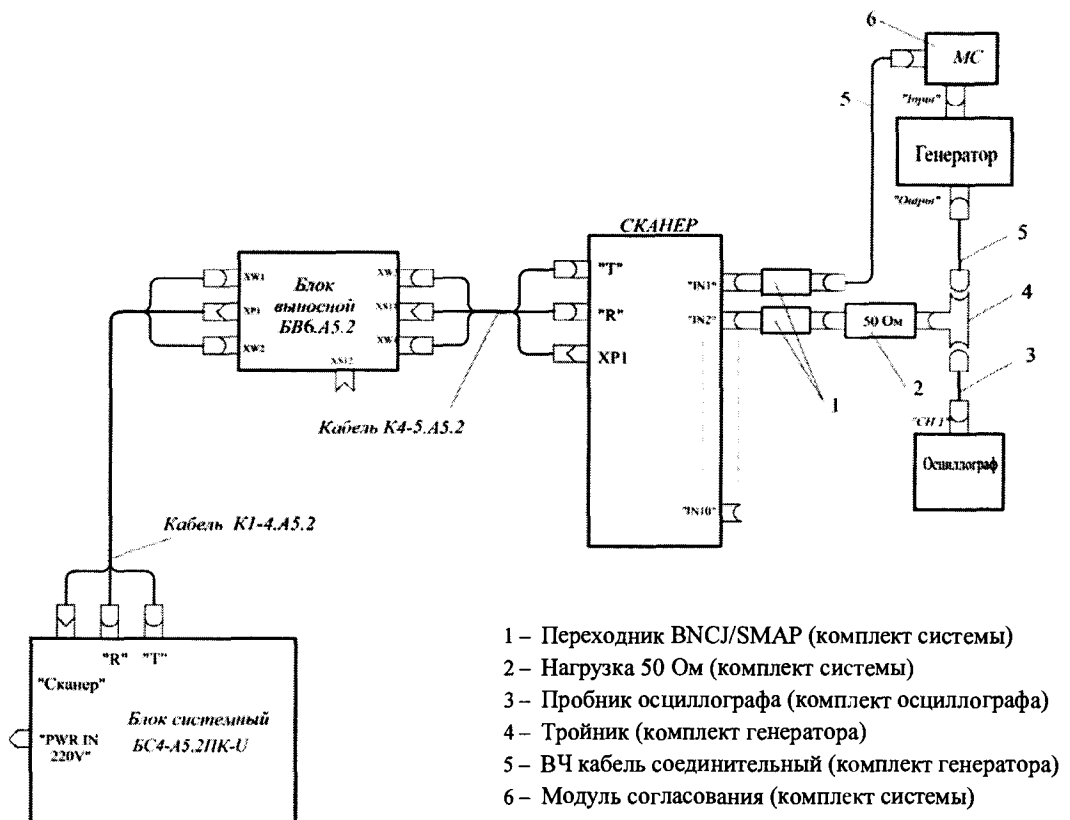 6
МС
5
"Input"
Генератор
"Output"
СКАНЕР
5
XW1
Блок
выносной
БВ6.А5.2
XW3
"Т"
"IN1"
4
XP1
XS11
"R"
"IN2"
50 Ом
XW2
XW4
XP1
XS12
1
2
3
"CH 1"
Кабель К4-5.А5.2
Осциллограф
"IN10"
Кабель К1-4.А5.2
"R" "T"
"Сканер"
Блок системный
БС4-А5.2ПК-U
"PWR IN
220V"
1 – Переходник BNCJ/SMAP (комплект системы)
2 – Нагрузка 50 Ом (комплект системы)
3 – Пробник осциллографа (комплект осциллографа)
4 – Тройник (комплект генератора)
5 – ВЧ кабель соединительный (комплект генератора)
6 – Модуль согласования (комплект системы)